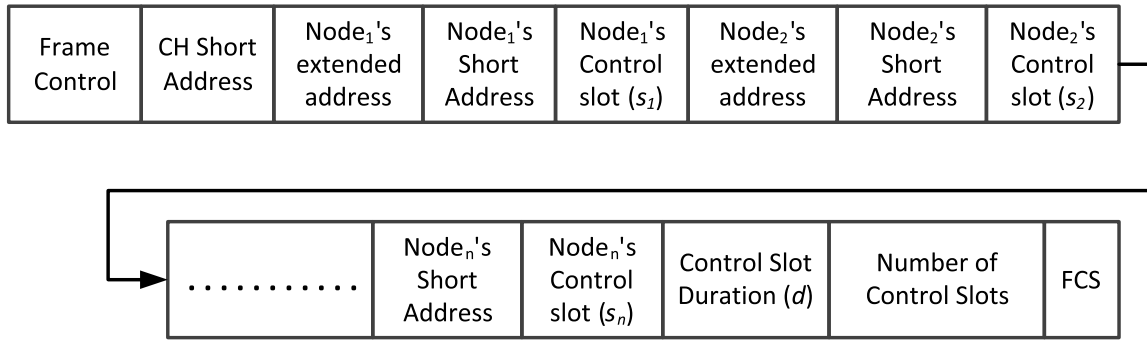 Frame
Control
CH Short
Address
Node₁'s
extended
address
Node₁'s
Short
Address
Node₁'s
Control
slot (s₁)
Node₂'s
extended
address
Node₂'s
Short
Address
Node₂'s
Control
slot (s₂)
...........
Nodeₙ's
Short
Address
Nodeₙ's
Control
slot (sₙ)
Control Slot
Duration (d)
Number of
Control Slots
FCS